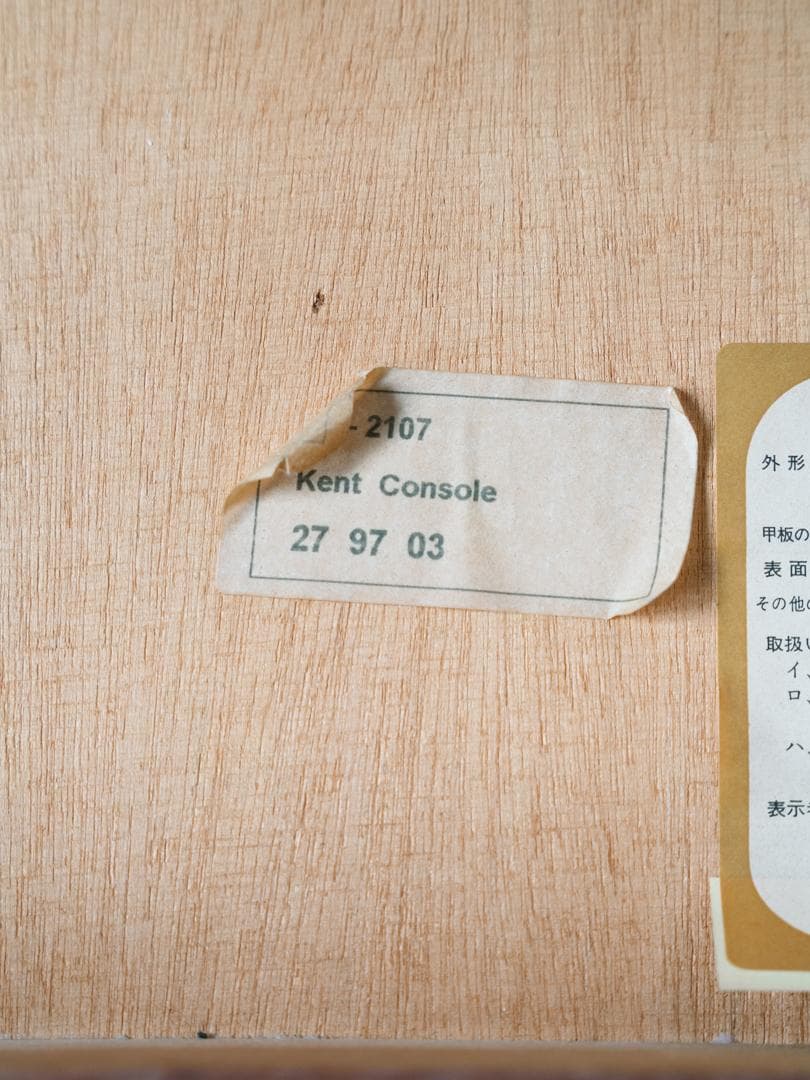 - 2107
Kent Console
27 97 03
外形
甲板の
表面
その他の
取扱い
イ、
ロ、
ハ、
表示者